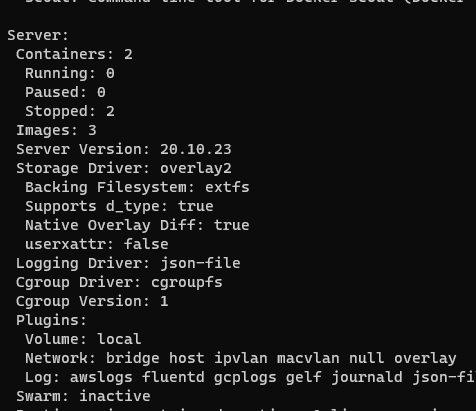 Server:
Containers: 2
Running: 0
Paused: 0
Stopped: 2
Images: 3
Server Version: 20.10.23
Storage Driver: overlay2
Backing Filesystem: extfs
Supports d_type: true
Native Overlay Diff: true
userxattr: false
Logging Driver: json-file
Cgroup Driver: cgroupfs
Cgroup Version: 1
Plugins:
Volume: local
Network: bridge host ipvlan macvlan null overlay
Log: awslogs fluentd gcplogs gelf journald json-fi
Swarm: inactive